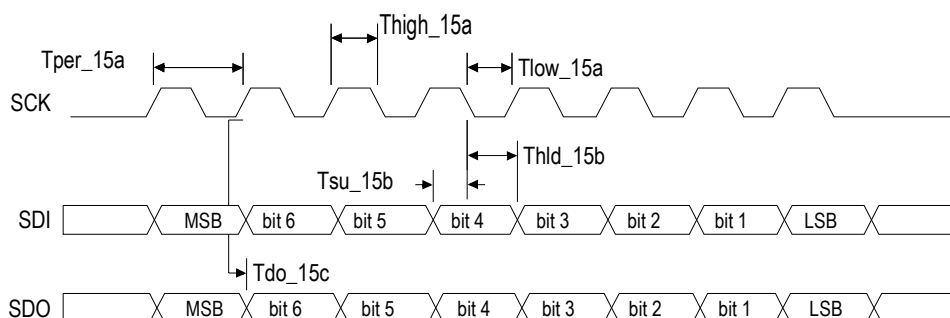 Thigh_15a
Tper_15a
Tlow_15a
SCK
Thld_15b
Tsu_15b
SDI MSB bit 6 bit 5 bit 4 bit 3 bit 2 bit 1 LSB
Tdo_15c
SDO MSB bit 6 bit 5 bit 4 bit 3 bit 2 bit 1 LSB